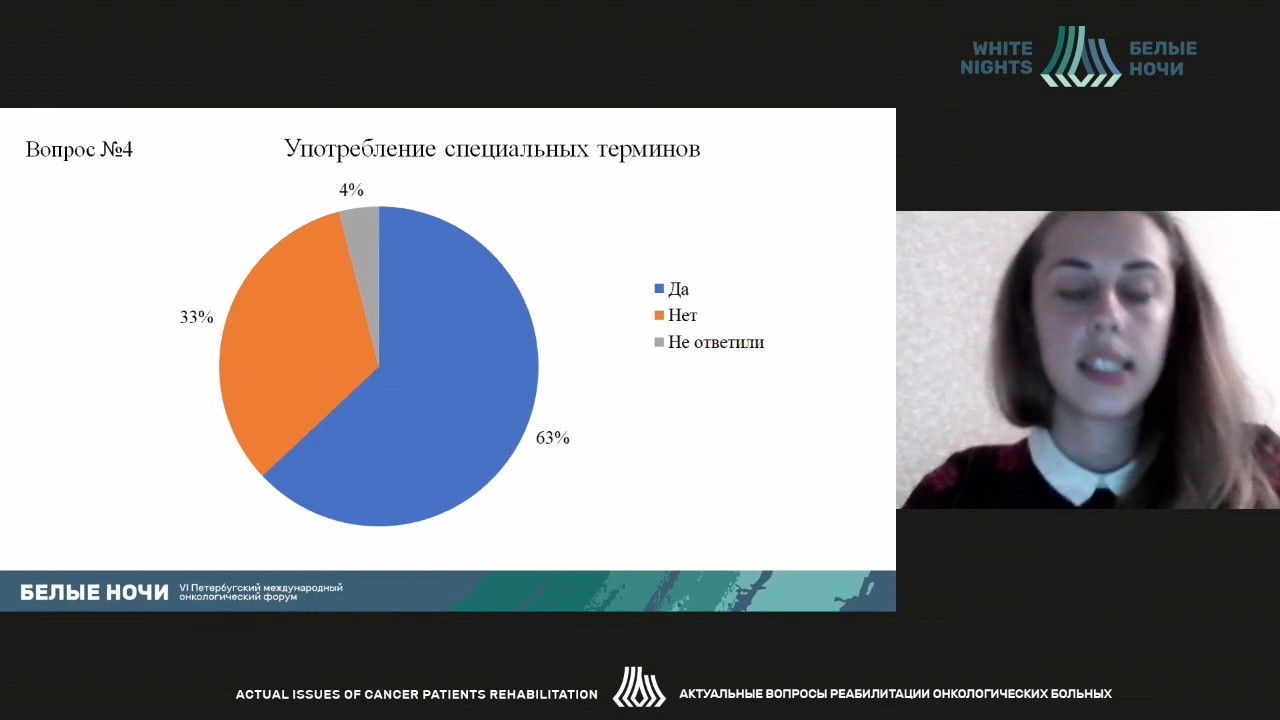 WHITE
NIGHTS
БЕЛЫЕ
НОЧИ
Вопрос №4
Употребление специальных терминов
4%
33%
63%
Да
Нет
Не ответили
БЕЛЫЕ НОЧИ
VI Петербугский международный
онкологический форум
ACTUAL ISSUES OF CANCER PATIENTS REHABILITATION
АКТУАЛЬНЫЕ ВОПРОСЫ РЕАБИЛИТАЦИИ ОНКОЛОГИЧЕСКИХ БОЛЬНЫХ